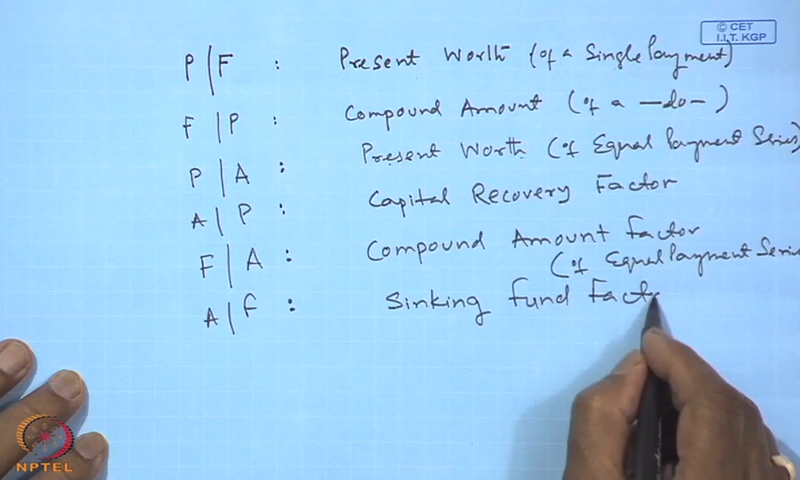 © CET
I.I.T. KGP
P|F : Present Worth (of a Single Payment)
F|P : Compound Amount (of a —do—)
P|A : Present Worth (of Equal Payment Series)
A|P : Capital Recovery Factor
F|A : Compound Amount Factor
(of Equal Payment Series
A|F : Sinking Fund Facto
NPTEL